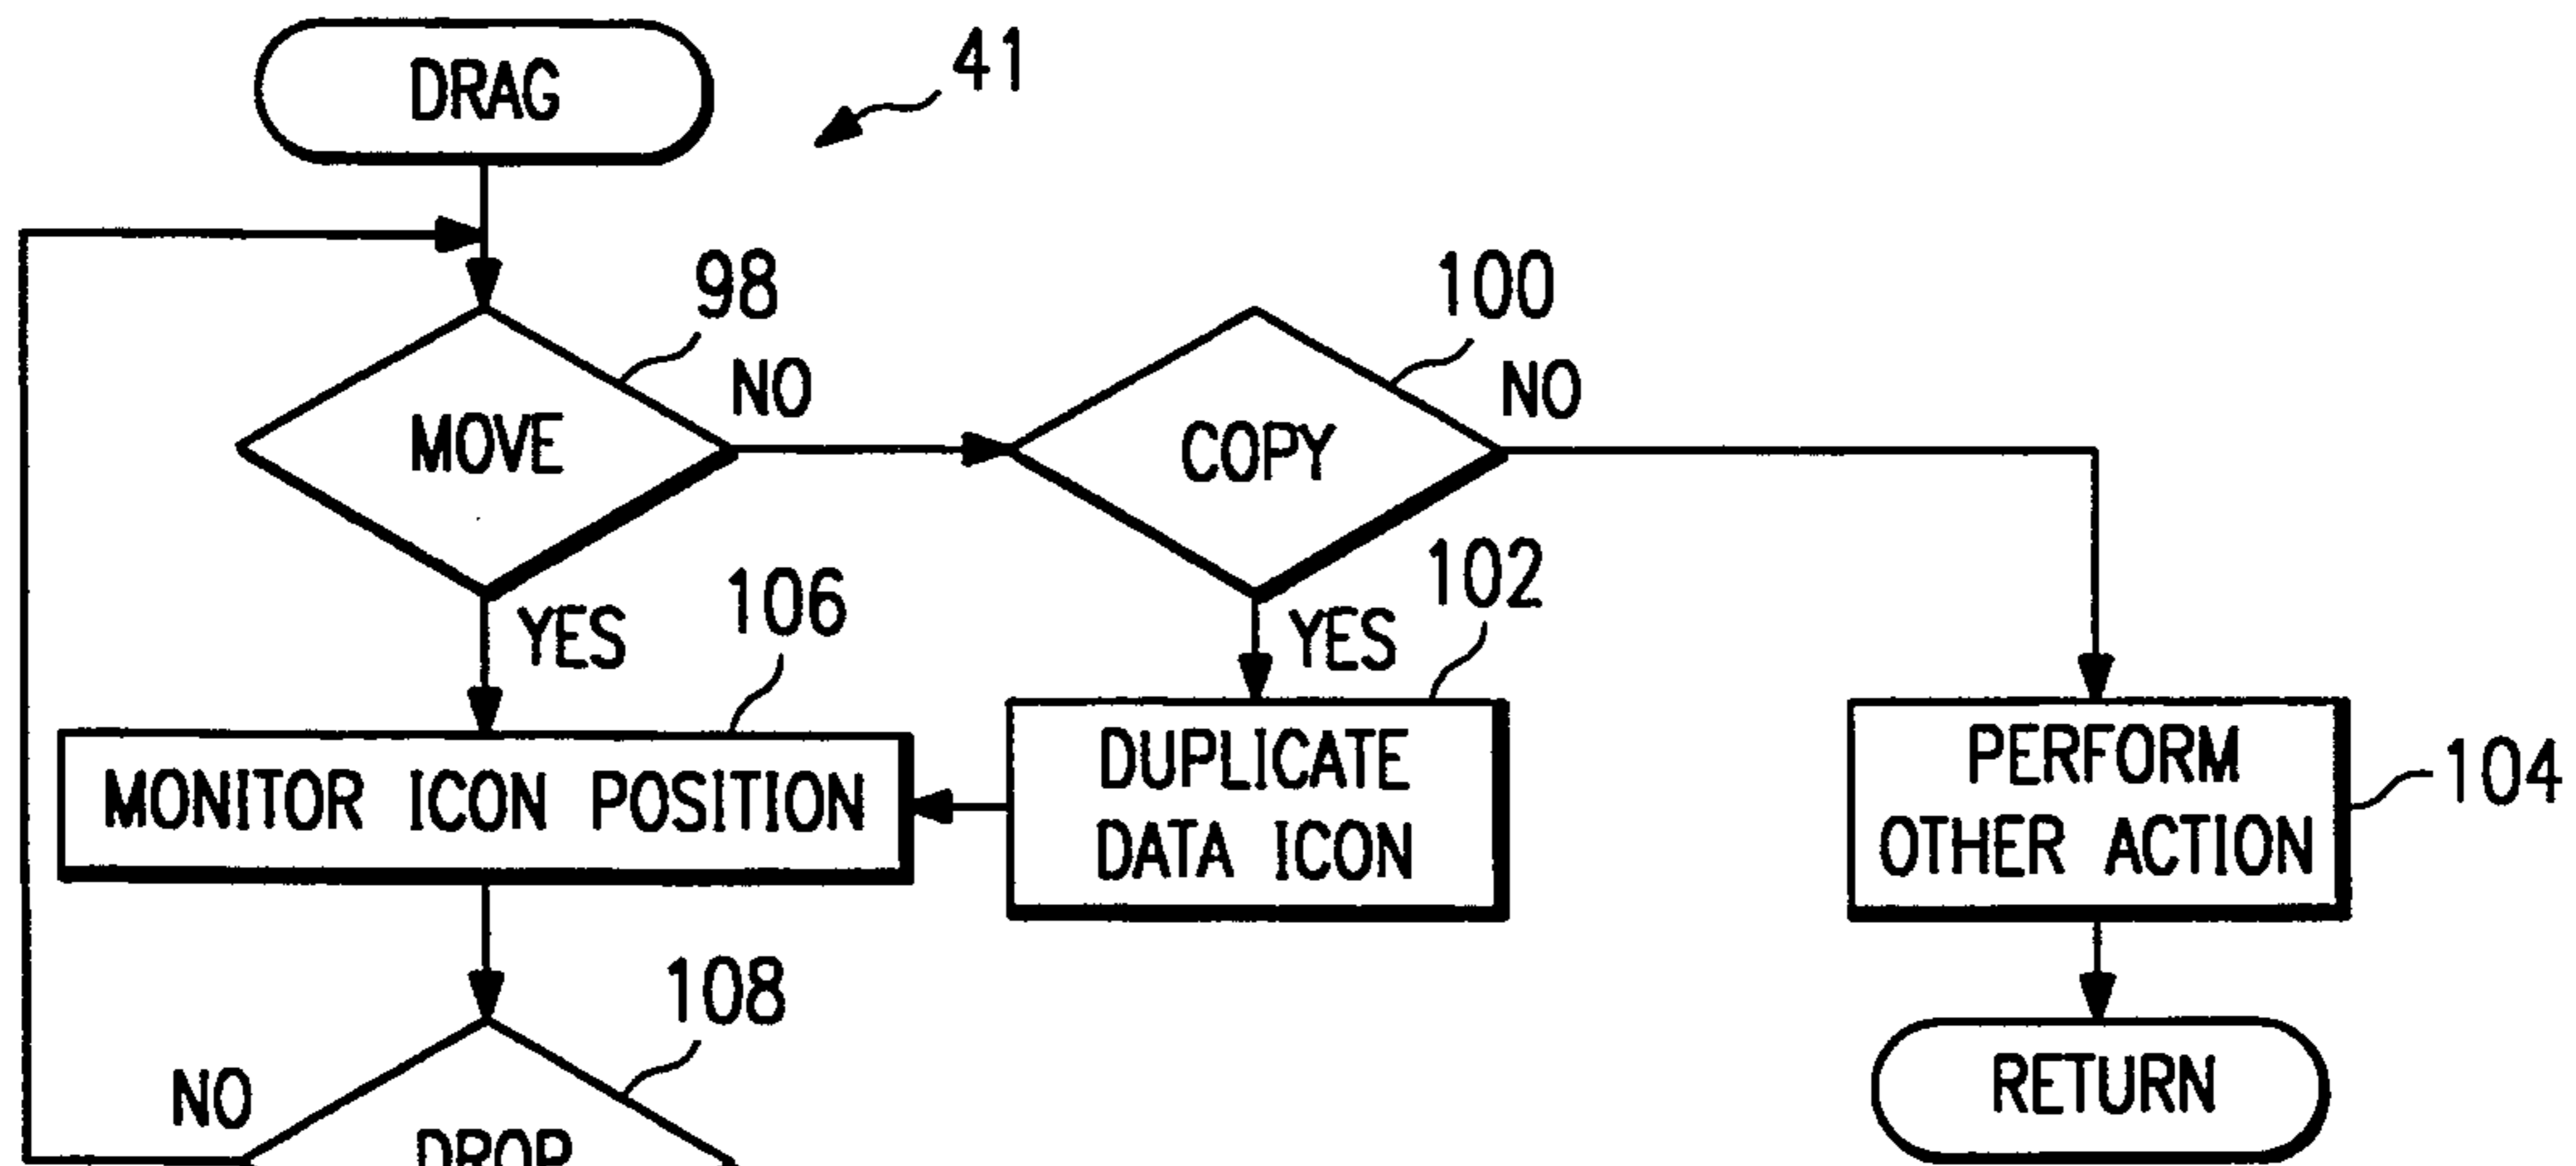 DRAG
41
98
100
NO
NO
MOVE
COPY
106
YES
102
YES
MONITOR ICON POSITION
DUPLICATE
DATA ICON
PERFORM
OTHER ACTION
104
108
NO
DROP
RETURN